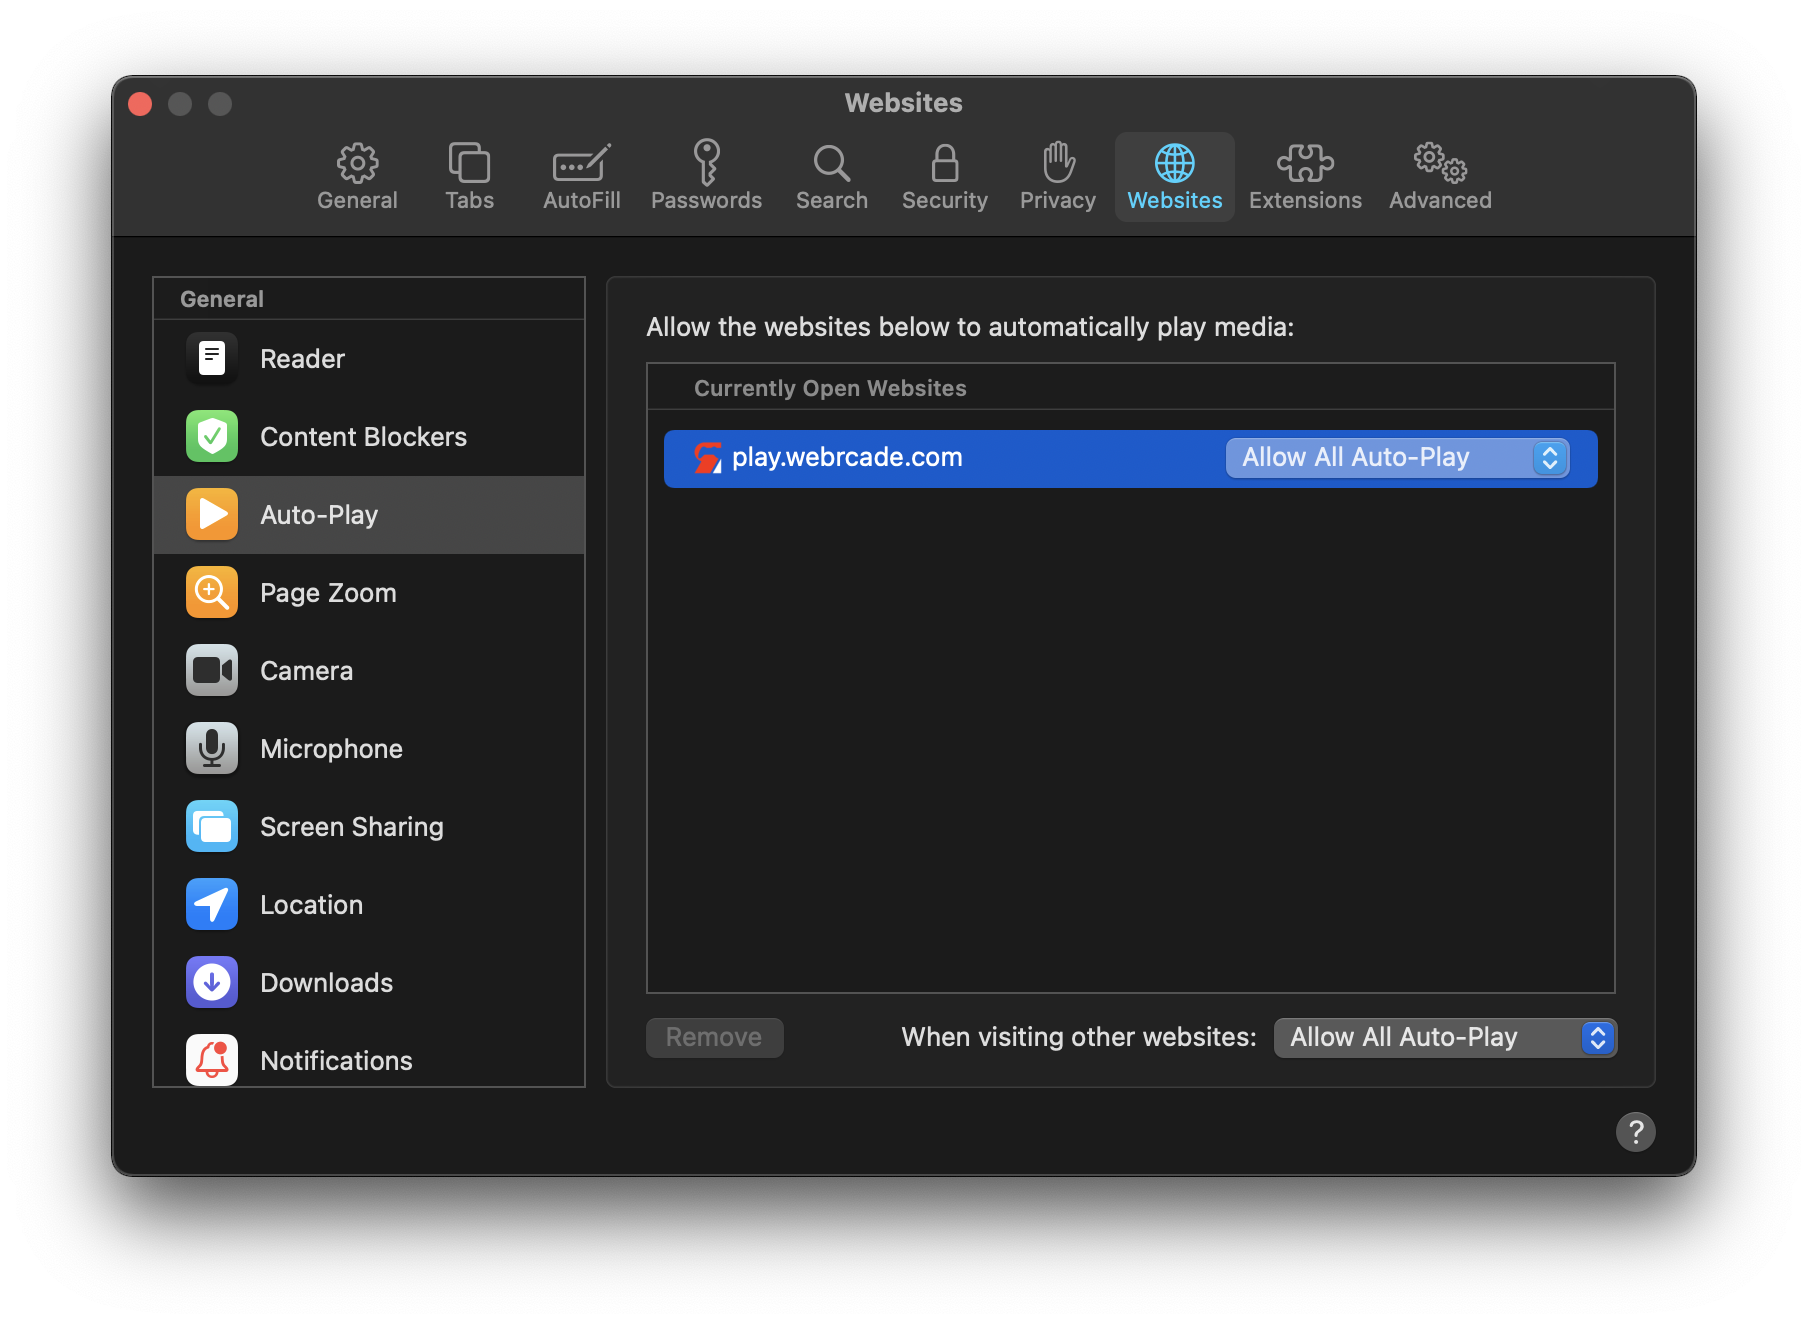 Websites
General
Tabs
AutoFill
Passwords
Search
Security
Privacy
Websites
Extensions
Advanced
General
Reader
Content Blockers
Auto-Play
Page Zoom
Camera
Microphone
Screen Sharing
Location
Downloads
Notifications
Allow the websites below to automatically play media:
Currently Open Websites
play.webrcade.com
Allow All Auto-Play
Remove
When visiting other websites:
Allow All Auto-Play
?